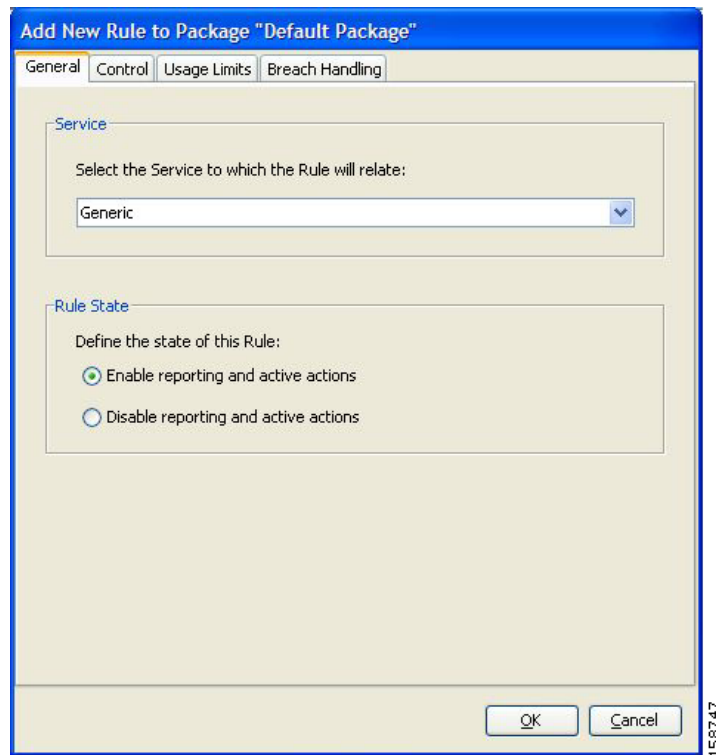 Add New Rule to Package "Default Package"
General Control Usage Limits Breach Handling
Service
Select the Service to which the Rule will relate:
Generic
Rule State
Define the state of this Rule:
Enable reporting and active actions
Disable reporting and active actions
OK Cancel
158747